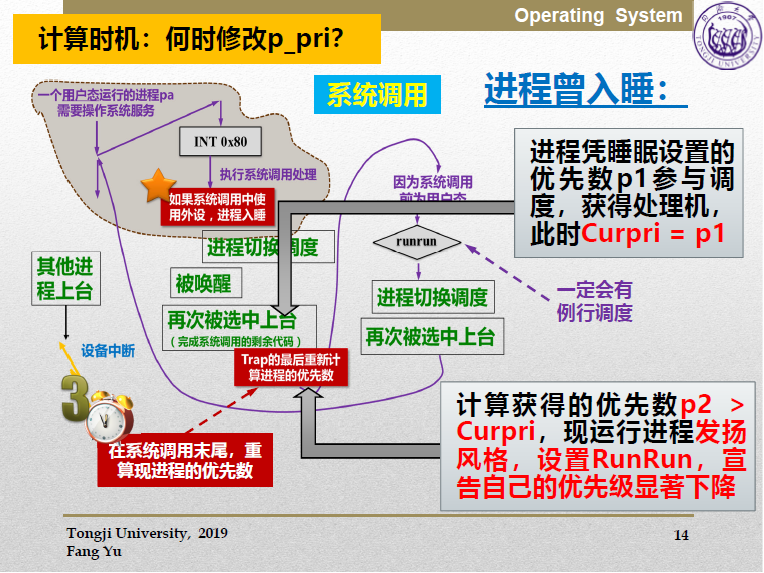 Operating System
计算时机：何时修改p_pri?
系统调用
进程曾入睡：
一个用户态运行的进程pa
需要操作系统服务
INT 0x80
执行系统调用处理
如果系统调用中使
用外设，进程入睡
进程切换调度
被唤醒
再次被选中上台
（完成系统调用的剩余代码）
Trap的最后重新计
算进程的优先数
其他进
程上台
设备中断
3
在系统调用末尾，重
算现进程的优先数
因为系统调用
前为用户态
runrun
进程切换调度
再次被选中上台
一定会有
例行调度
进程凭睡眠设置的
优先数p1参与调
度，获得处理机，
此时Curpri = p1
计算获得的优先数p2 >
Curpri，现运行进程发扬
风格，设置RunRun，宣
告自己的优先级显著下降
Tongji University, 2019
Fang Yu
14
1907
TONGJI UNIVERSITY